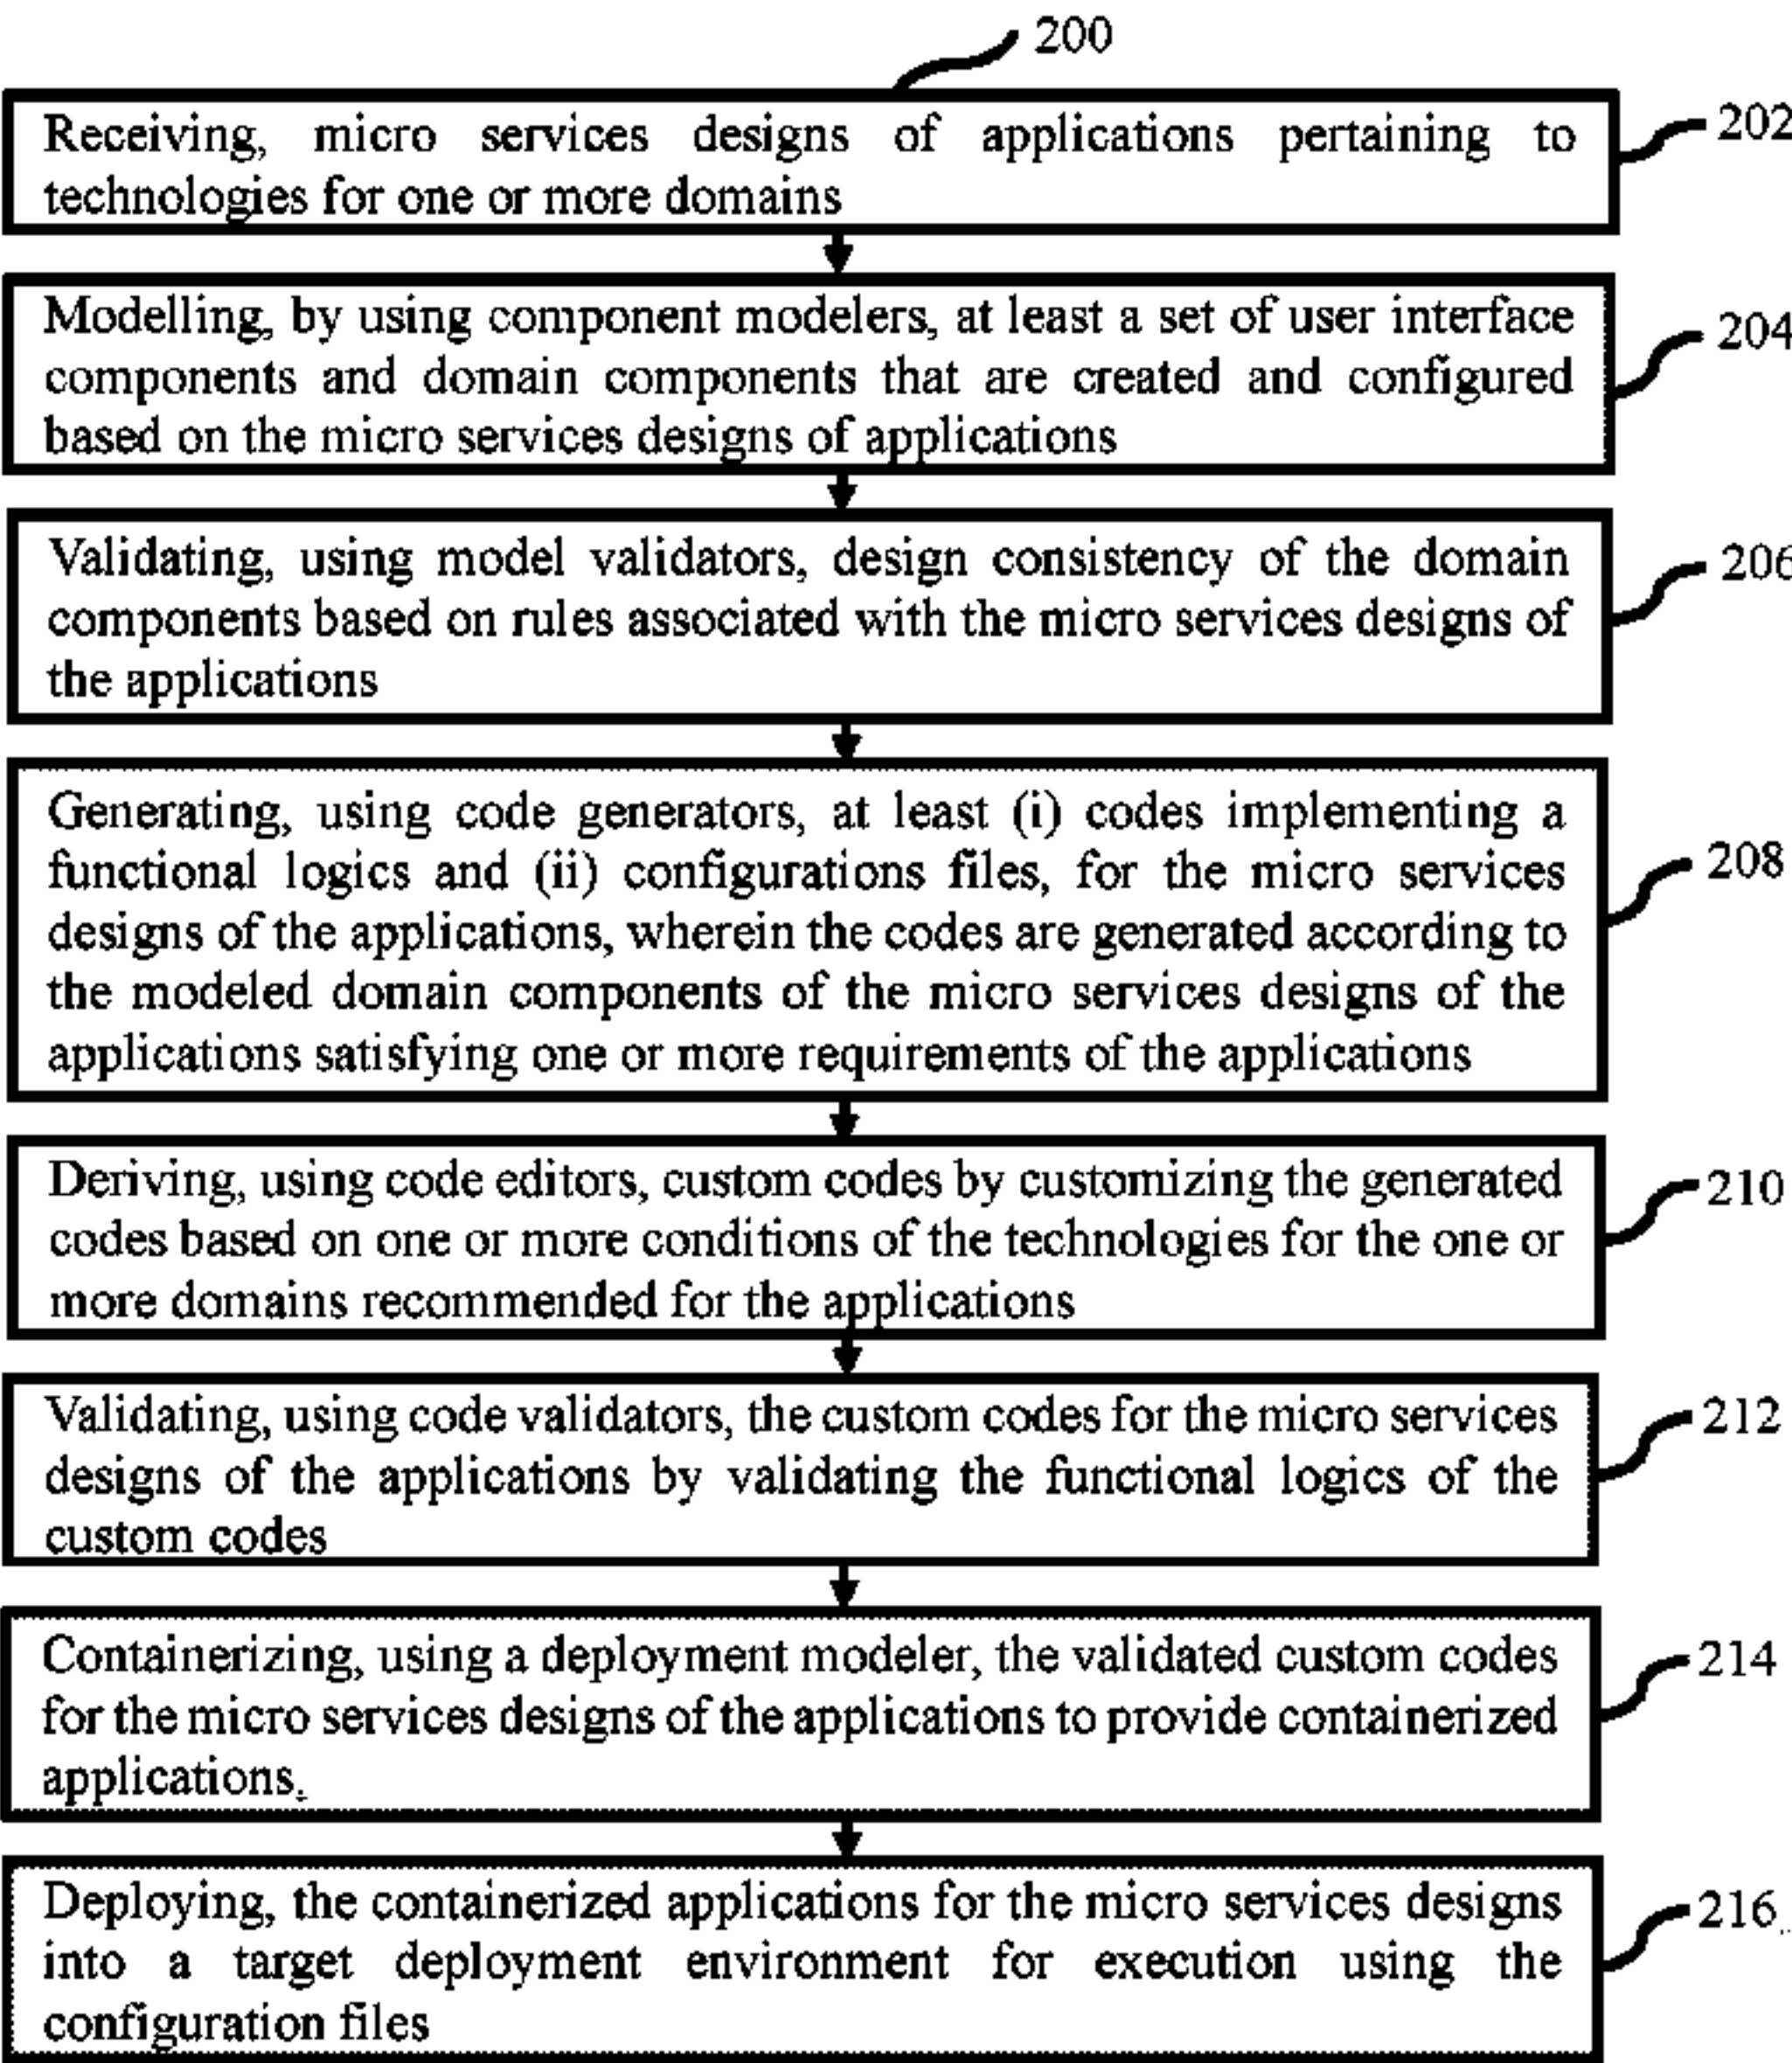 200
Receiving, micro services designs of applications pertaining to
technologies for one or more domains
202
Modelling, by using component modelers, at least a set of user interface
components and domain components that are created and configured
based on the micro services designs of applications
204
Validating, using model validators, design consistency of the domain
components based on rules associated with the micro services designs of
the applications
206
Generating, using code generators, at least (i) codes implementing a
functional logics and (ii) configurations files, for the micro services
designs of the applications, wherein the codes are generated according to
the modeled domain components of the micro services designs of the
applications satisfying one or more requirements of the applications
208
Deriving, using code editors, custom codes by customizing the generated
codes based on one or more conditions of the technologies for the one or
more domains recommended for the applications
210
Validating, using code validators, the custom codes for the micro services
designs of the applications by validating the functional logics of the
custom codes
212
Containerizing, using a deployment modeler, the validated custom codes
for the micro services designs of the applications to provide containerized
applications.
214
Deploying, the containerized applications for the micro services designs
into a target deployment environment for execution using the
configuration files
216